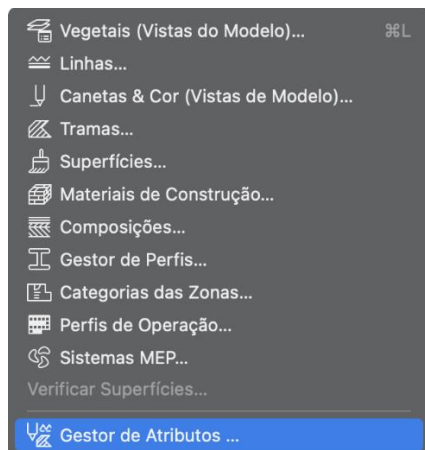 Vegetais (Vistas do Modelo)... ⌘L
Linhas...
Canetas & Cor (Vistas de Modelo)...
Tramas...
Superfícies...
Materiais de Construção...
Composições...
Gestor de Perfis...
Categorias das Zonas...
Perfis de Operação...
Sistemas MEP...
Verificar Superfícies...
Gestor de Atributos ...